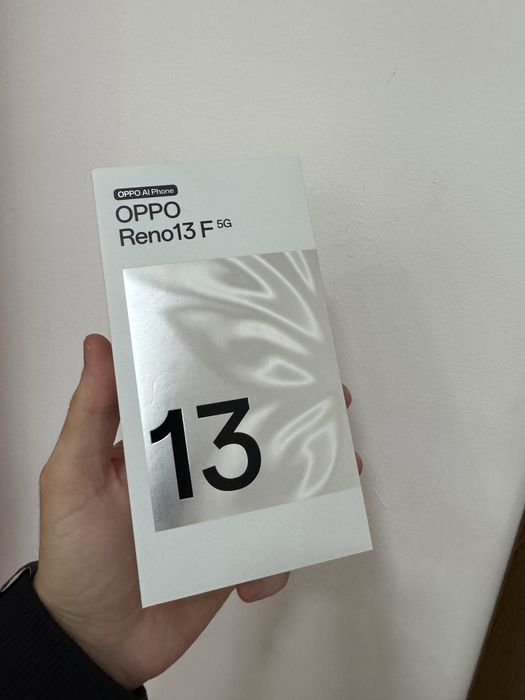 OPPO AI Phone
OPPO
Reno13 F 5G
13